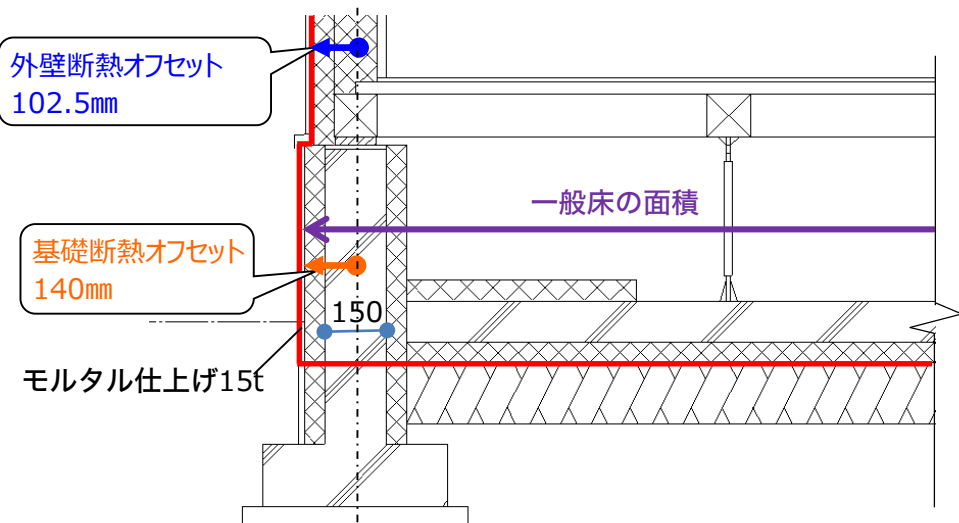 外壁断熱オフセット
102.5㎜
一般床の面積
基礎断熱オフセット
140㎜
150
モルタル仕上げ15t